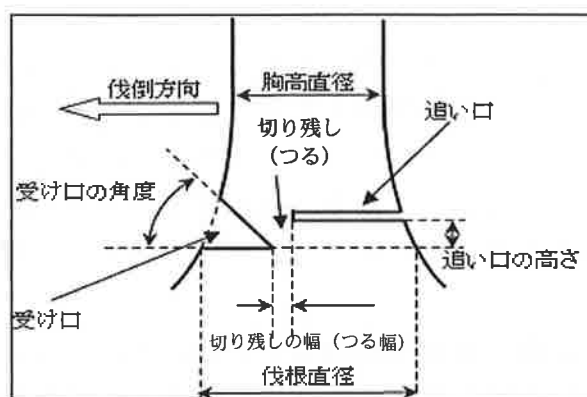 伐倒方向
胸高直径
追い口
切り残し
(つる)
受け口の角度
追い口の高さ
受け口
切り残しの幅(つる幅)
伐根直径